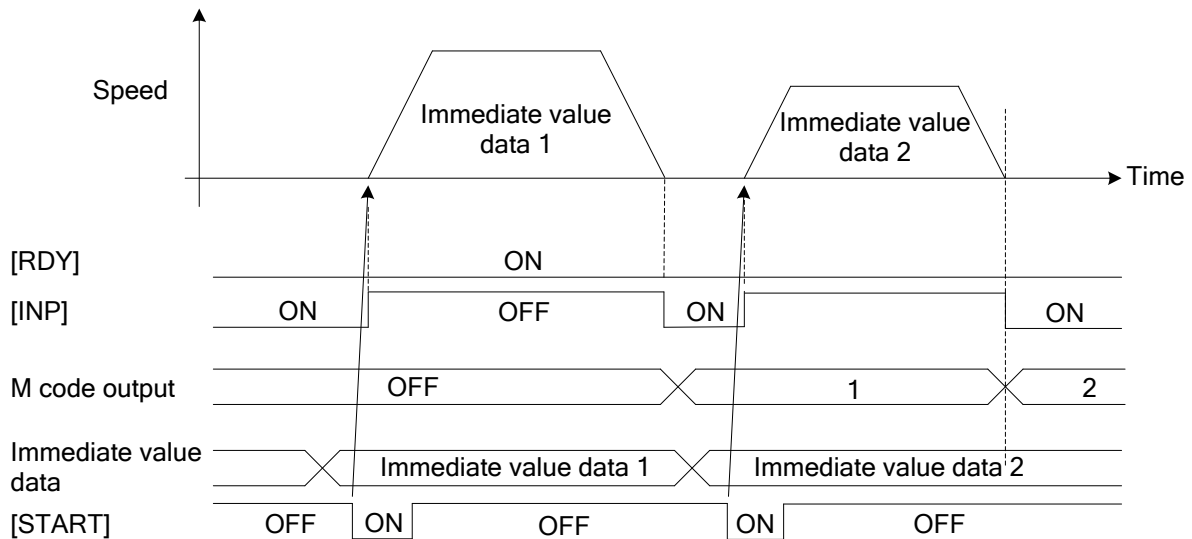 Speed
Immediate value
data 1
Immediate value
data 2
Time
[RDY]
ON
[INP]
ON
OFF
ON
ON
M code output
OFF
1
2
Immediate value
data
Immediate value data 1
Immediate value data 2
[START]
OFF
ON
OFF
ON
OFF